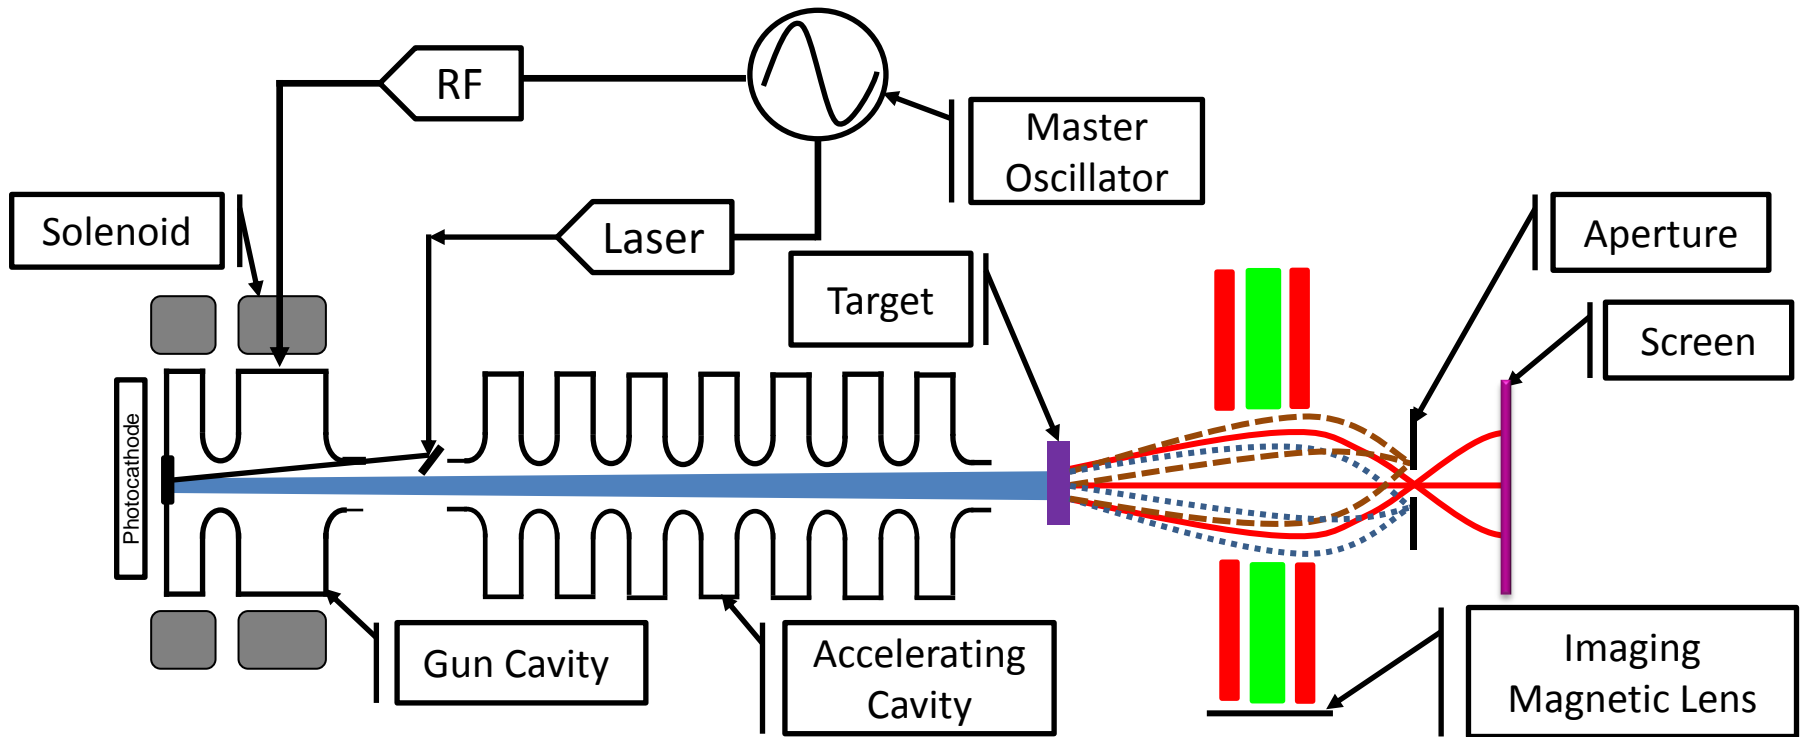 RF
Master
Oscillator
Solenoid
Laser
Aperture
Target
Screen
Photocathode
Gun Cavity
Accelerating
Cavity
Imaging
Magnetic Lens